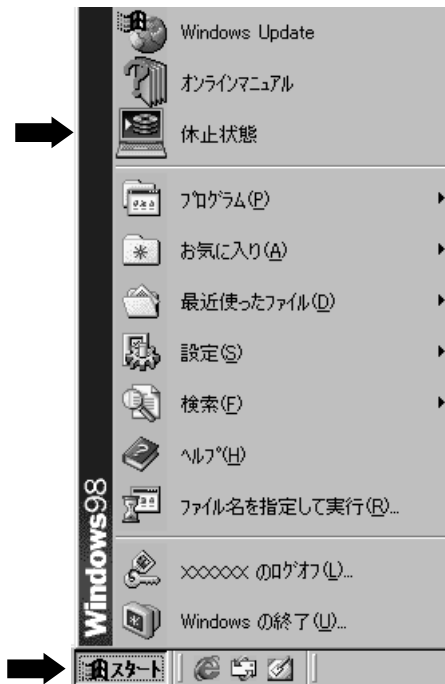 Windows Update
オンラインマニュアル
休止状態
プログラム(P)
お気に入り(A)
最近使ったファイル(D)
設定(S)
検索(F)
ヘルプ(H)
ファイル名を指定して実行(R)...
xxxxxx のログオフ(L)...
Windows の終了(U)...
Windows98
スタート